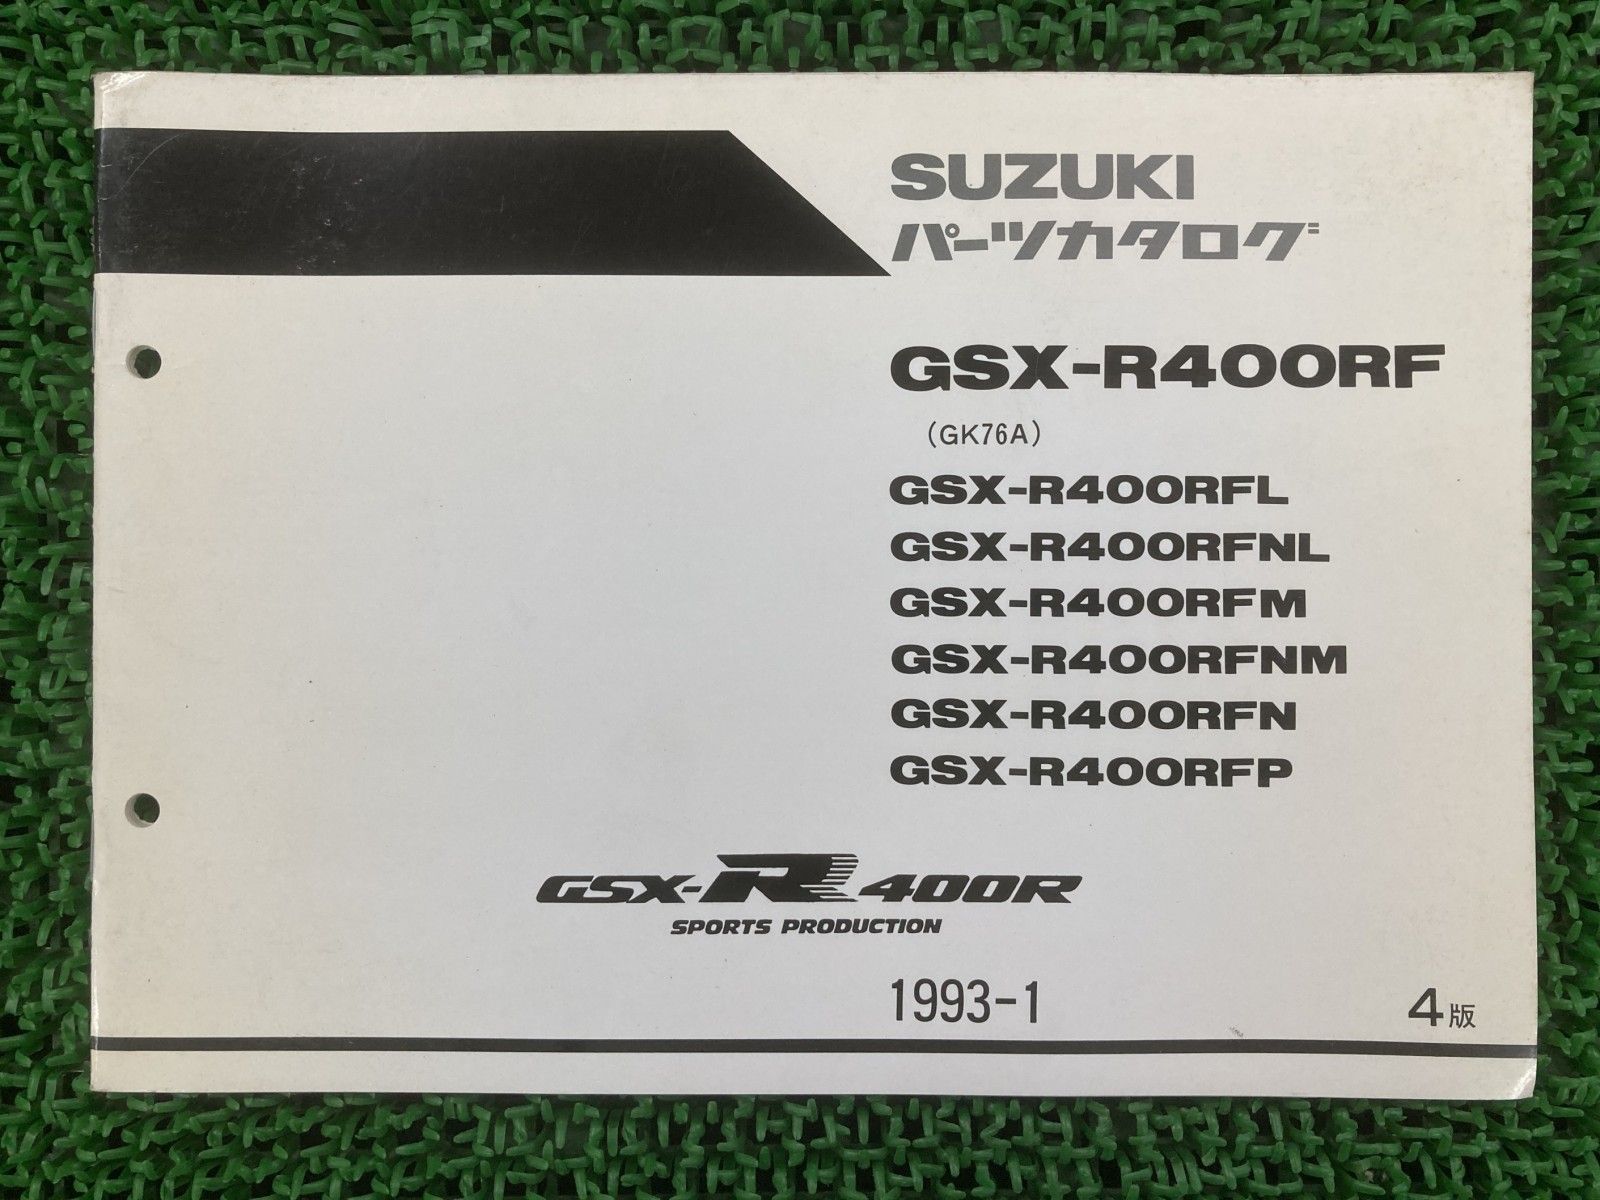 SUZUKI
パーツカタログ
GSX-R400RF
(GK76A)
GSX-R400RFL
GSX-R400RFNL
GSX-R400RFM
GSX-R400RFNM
GSX-R400RFN
GSX-R400RFP
GSX-R 400R
SPORTS PRODUCTION
1993-1
4版